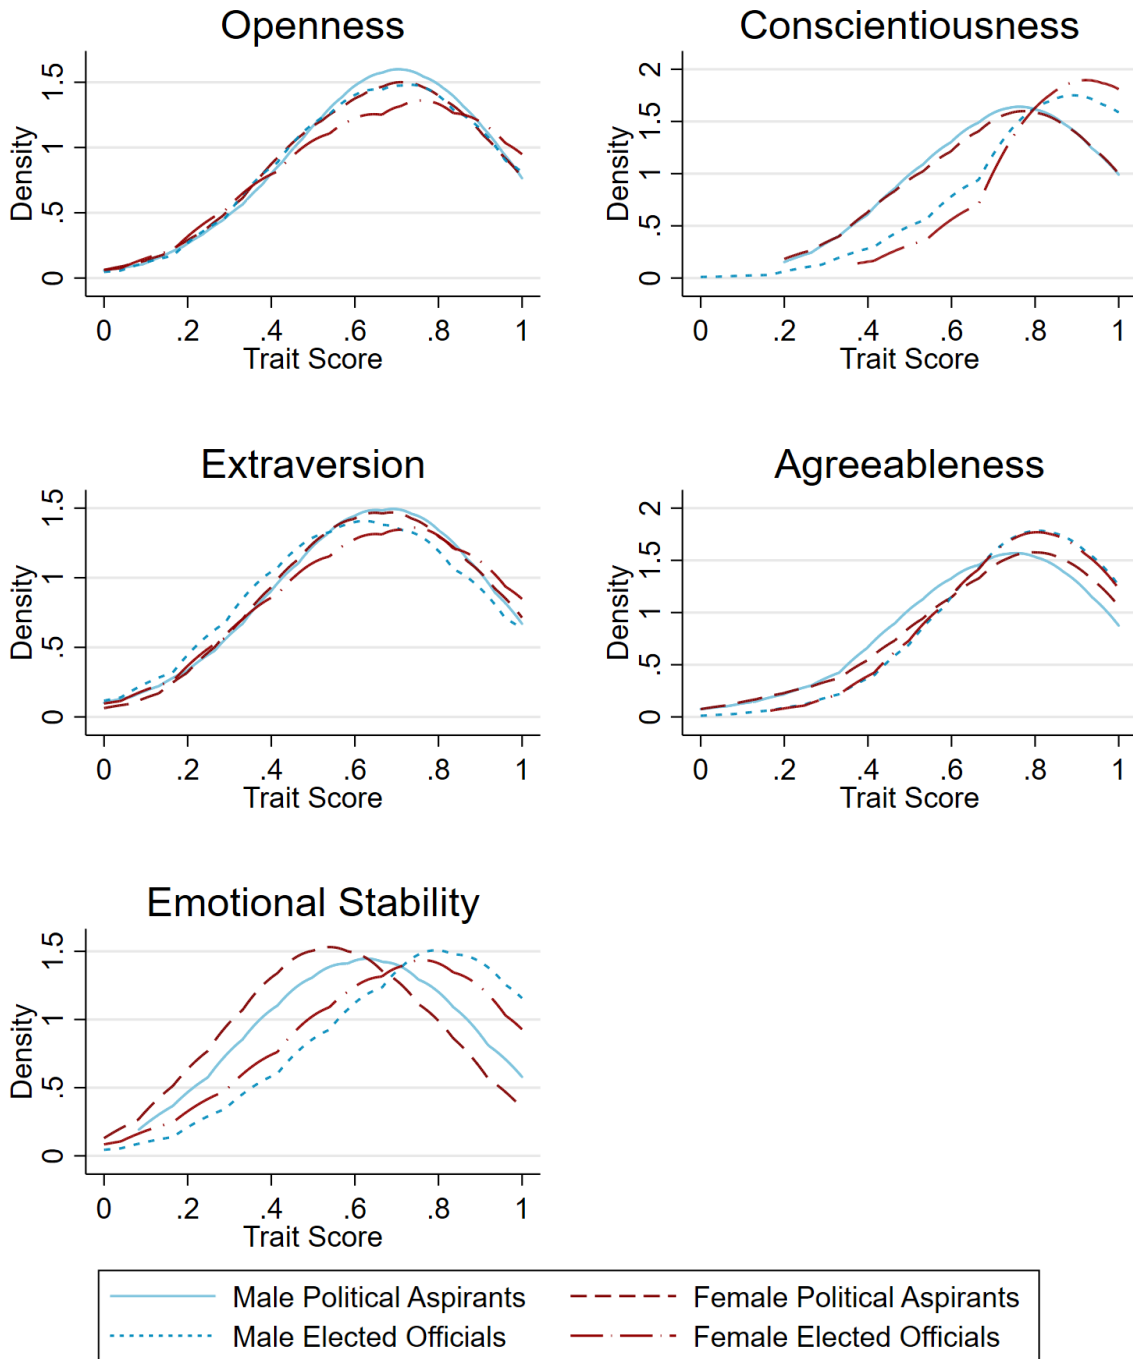 Openness
Density
0 .5 1 1.5
0 .2 .4 .6 .8 1
Trait Score
Conscientiousness
Density
0 .5 1 1.5 2
0 .2 .4 .6 .8 1
Trait Score
Extraversion
Density
0 .5 1 1.5
0 .2 .4 .6 .8 1
Trait Score
Agreeableness
Density
0 .5 1 1.5 2
0 .2 .4 .6 .8 1
Trait Score
Emotional Stability
Density
0 .5 1 1.5
0 .2 .4 .6 .8 1
Trait Score
Male Political Aspirants
Female Political Aspirants
Male Elected Officials
Female Elected Officials